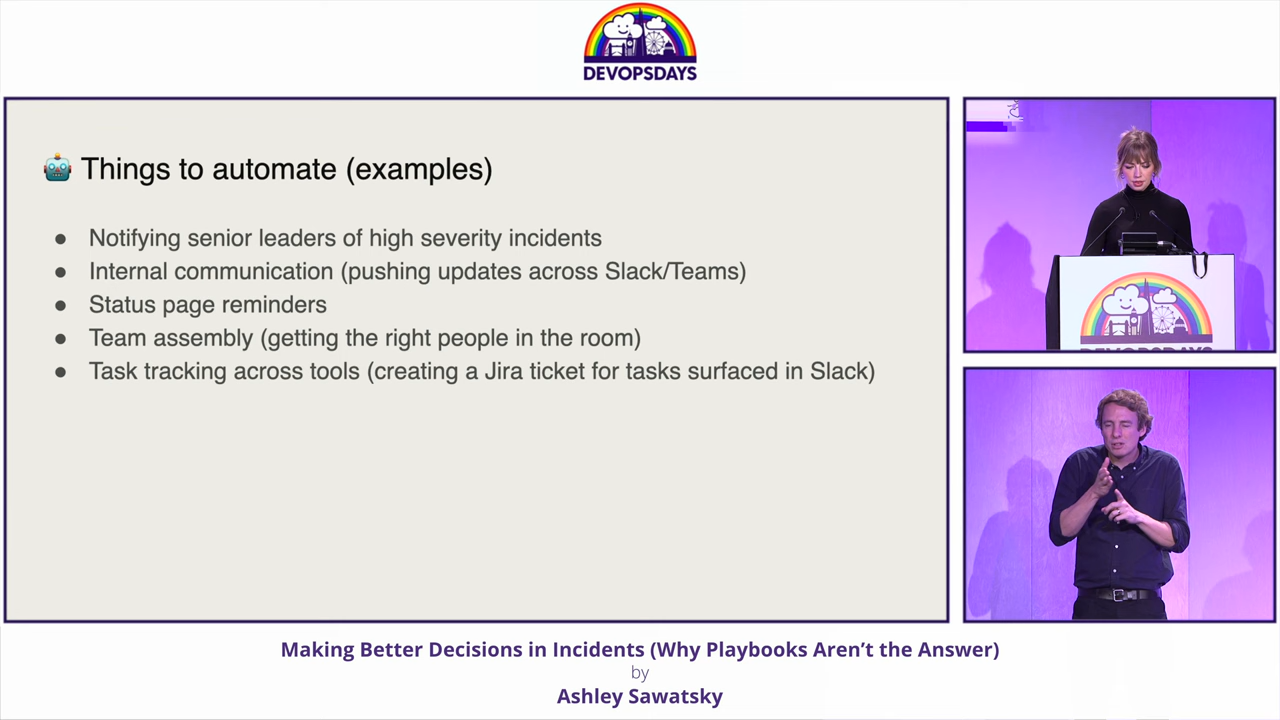 DEVOPSDAYS
🤖 Things to automate (examples)
● Notifying senior leaders of high severity incidents
● Internal communication (pushing updates across Slack/Teams)
● Status page reminders
● Team assembly (getting the right people in the room)
● Task tracking across tools (creating a Jira ticket for tasks surfaced in Slack)
DEVOPSDAYS
Making Better Decisions in Incidents (Why Playbooks Aren’t the Answer)
by
Ashley Sawatsky